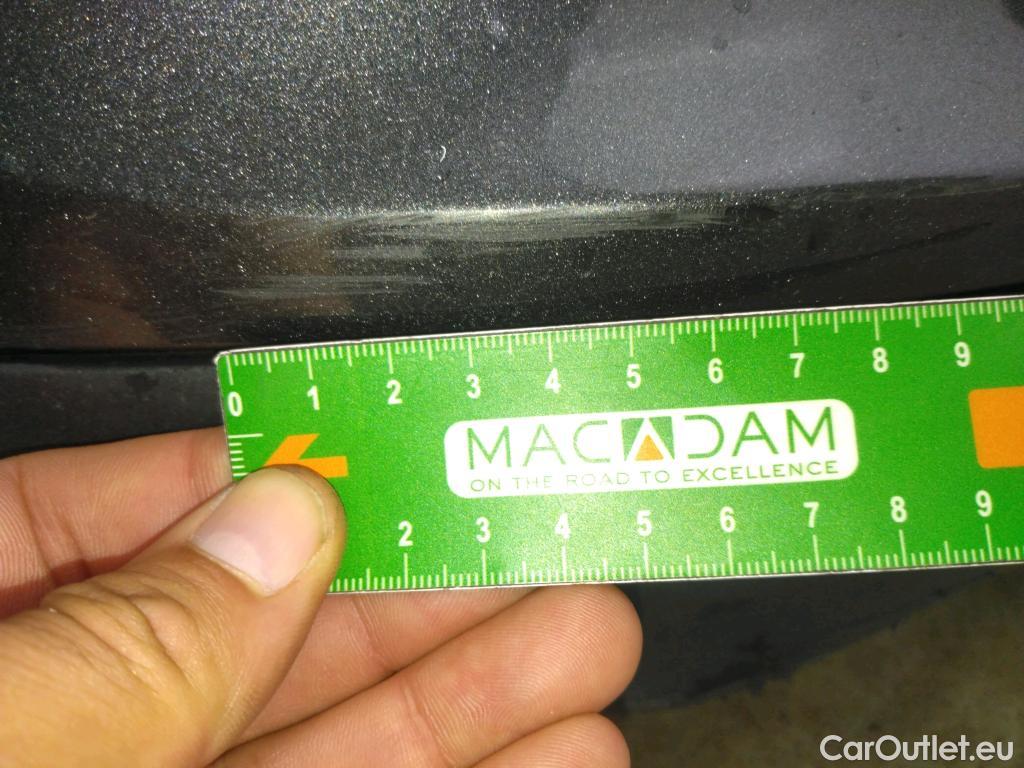 0 1 2 3 4 5 6 7 8 9
MACADAM
ON THE ROAD TO EXCELLENCE
2 3 4 5 6 7 8 9
CarOutlet.eu